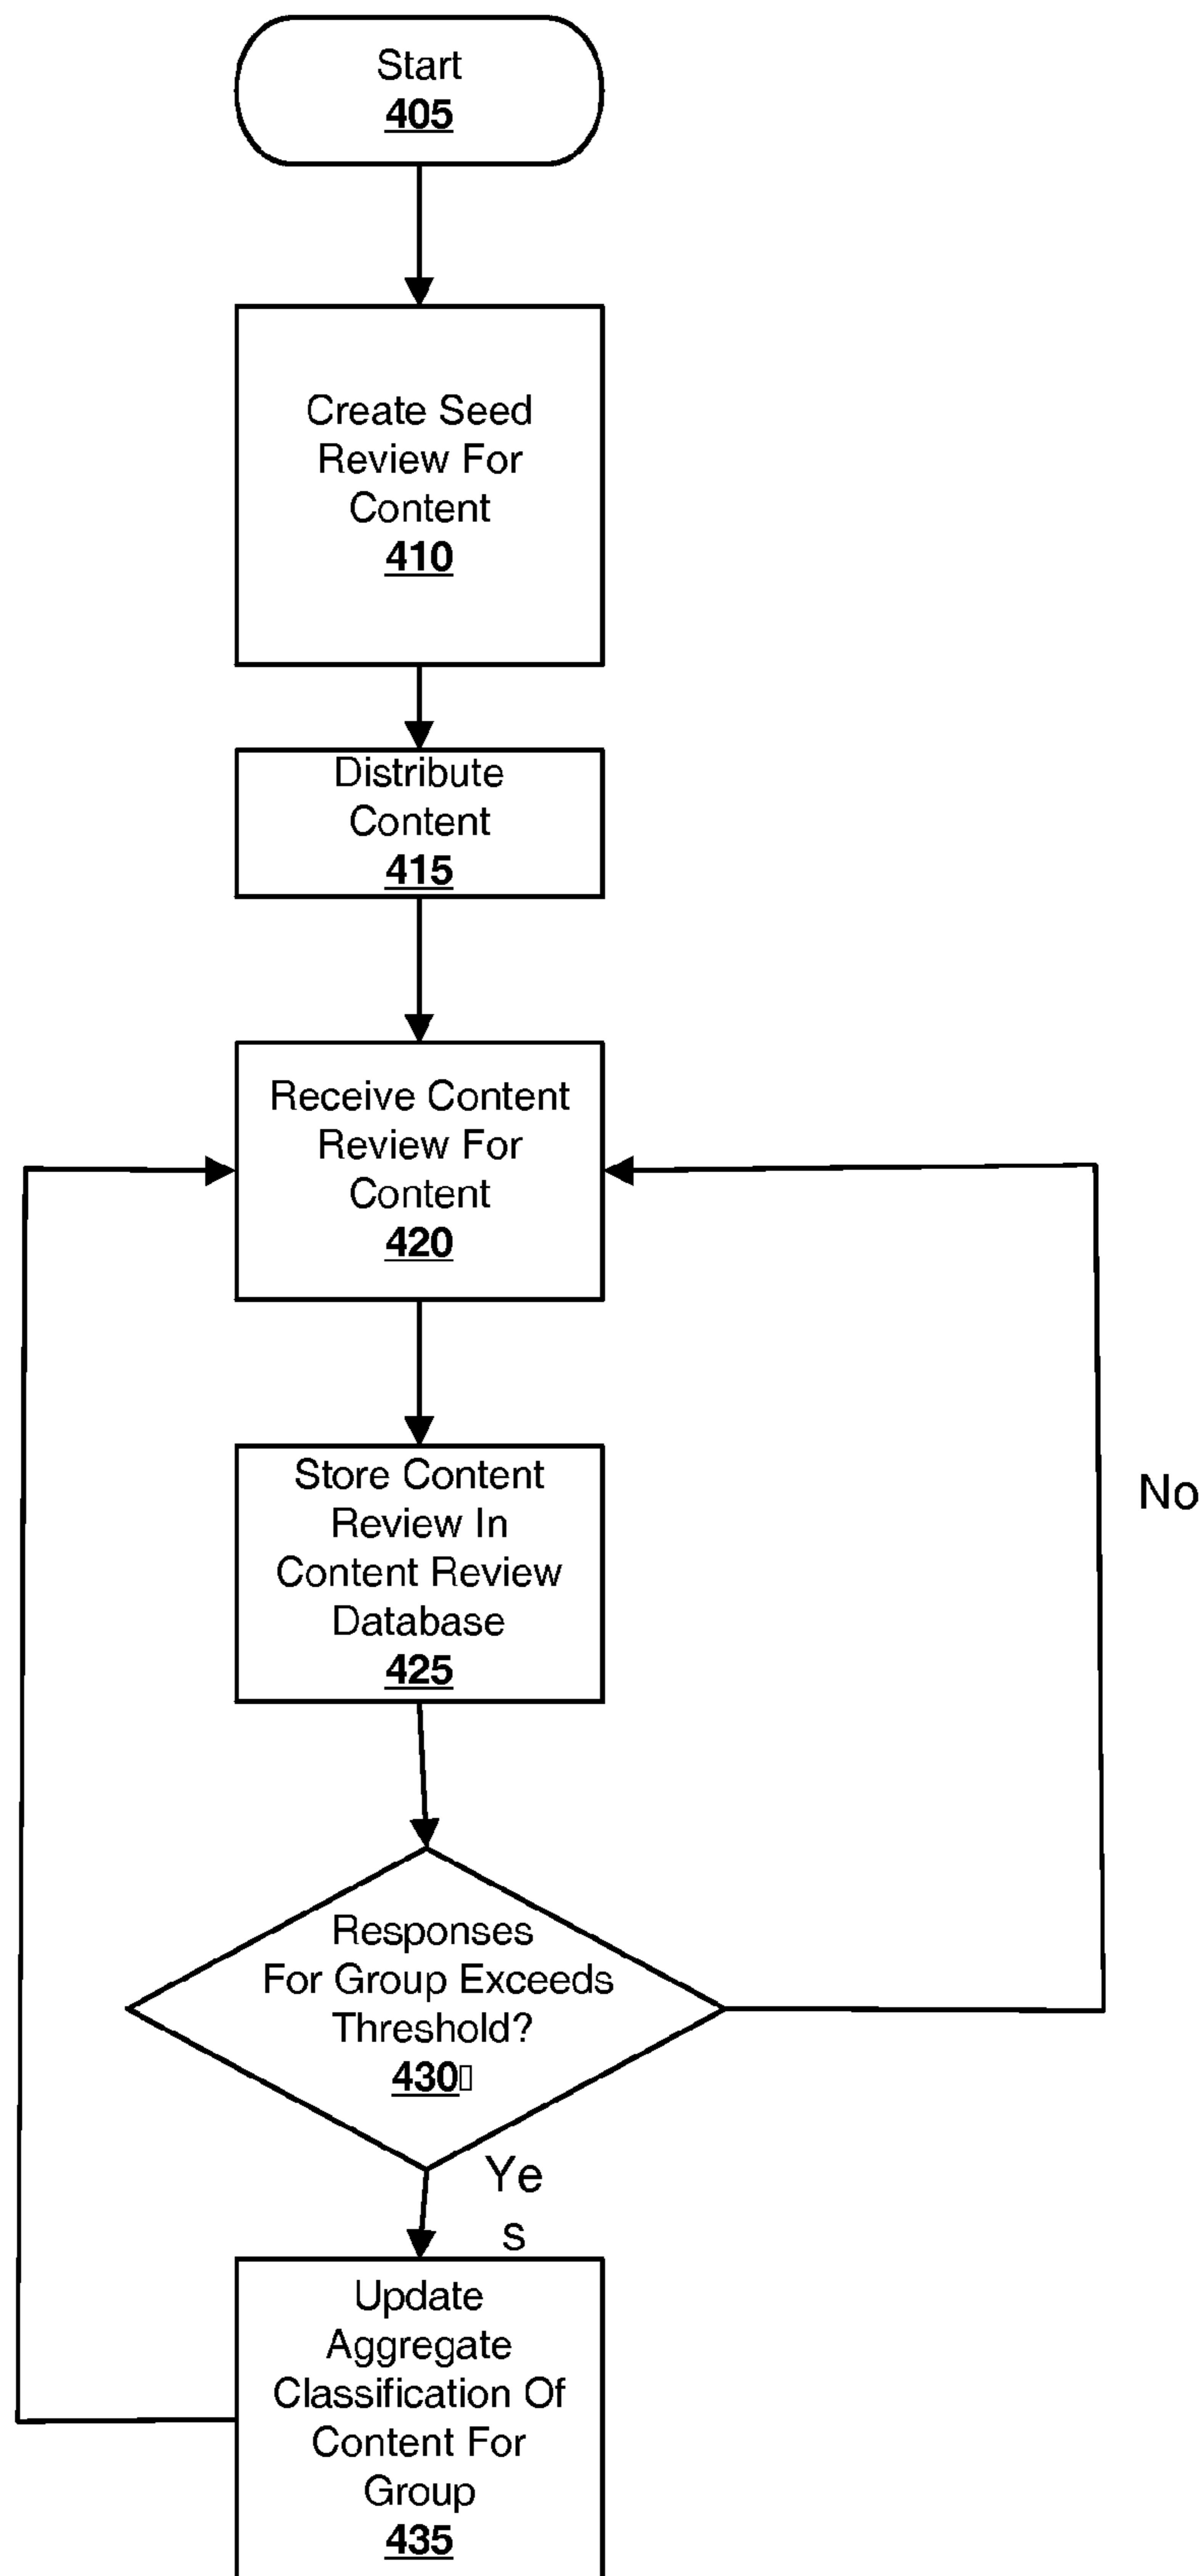 Start
405
Create Seed
Review For
Content
410
Distribute
Content
415
Receive Content
Review For
Content
420
Store Content
Review In
Content Review
Database
425
No
Responses
For Group Exceeds
Threshold?
430▯
Ye
s
Update
Aggregate
Classification Of
Content For
Group
435